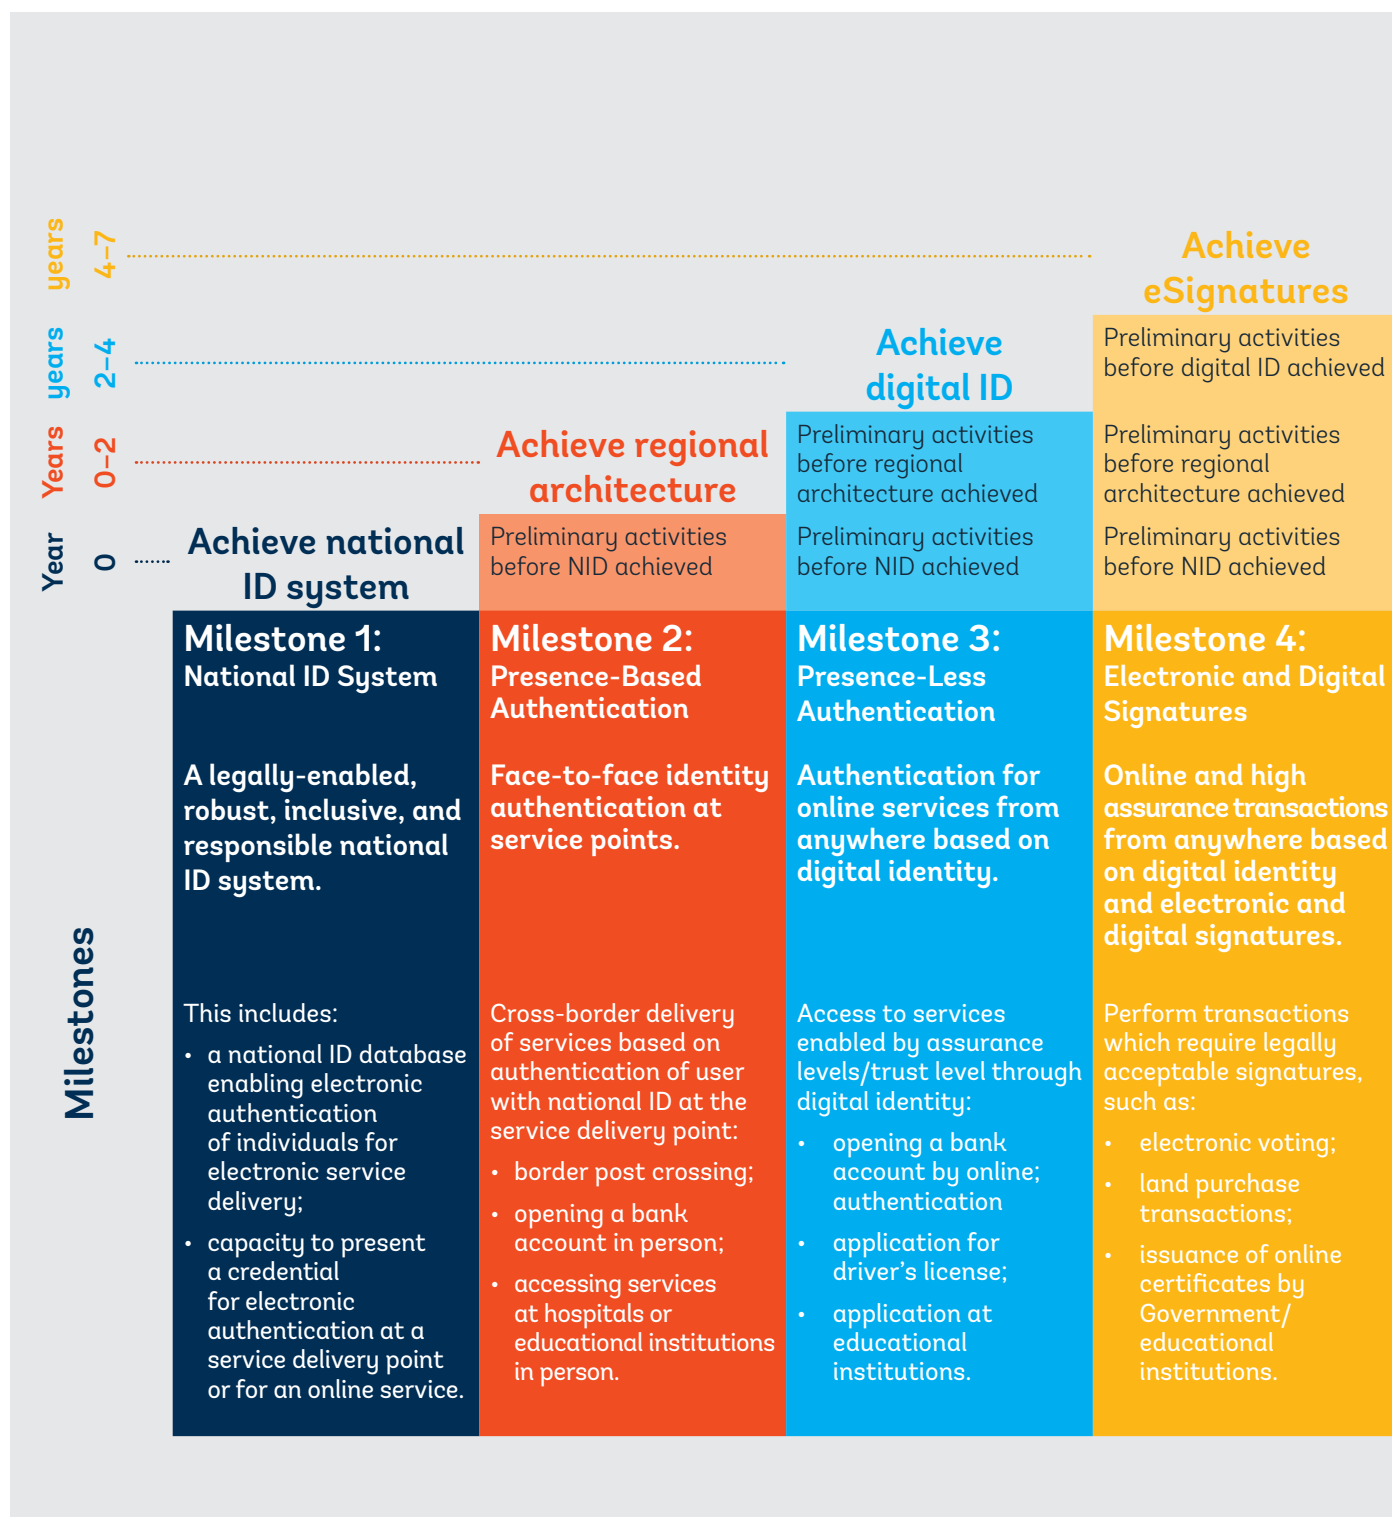 years
4–7
Achieve
eSignatures
years
2–4
Achieve
digital ID
Preliminary activities
before digital ID achieved
Years
0–2
Achieve regional
architecture
Preliminary activities
before regional
architecture achieved
Preliminary activities
before regional
architecture achieved
Year
0
Achieve national
ID system
Preliminary activities
before NID achieved
Preliminary activities
before NID achieved
Preliminary activities
before NID achieved
Milestones
Milestone 1:
National ID System
A legally-enabled,
robust, inclusive, and
responsible national
ID system.
This includes:
• a national ID database
enabling electronic
authentication
of individuals for
electronic service
delivery;
• capacity to present
a credential
for electronic
authentication at a
service delivery point
or for an online service.
Milestone 2:
Presence-Based
Authentication
Face-to-face identity
authentication at
service points.
Cross-border delivery
of services based on
authentication of user
with national ID at the
service delivery point:
• border post crossing;
• opening a bank
account in person;
• accessing services
at hospitals or
educational institutions
in person.
Milestone 3:
Presence-Less
Authentication
Authentication for
online services from
anywhere based on
digital identity.
Access to services
enabled by assurance
levels/trust level through
digital identity:
• opening a bank
account by online;
authentication
• application for
driver’s license;
• application at
educational
institutions.
Milestone 4:
Electronic and Digital
Signatures
Online and high
assurance transactions
from anywhere based
on digital identity
and electronic and
digital signatures.
Perform transactions
which require legally
acceptable signatures,
such as:
• electronic voting;
• land purchase
transactions;
• issuance of online
certificates by
Government/
educational
institutions.